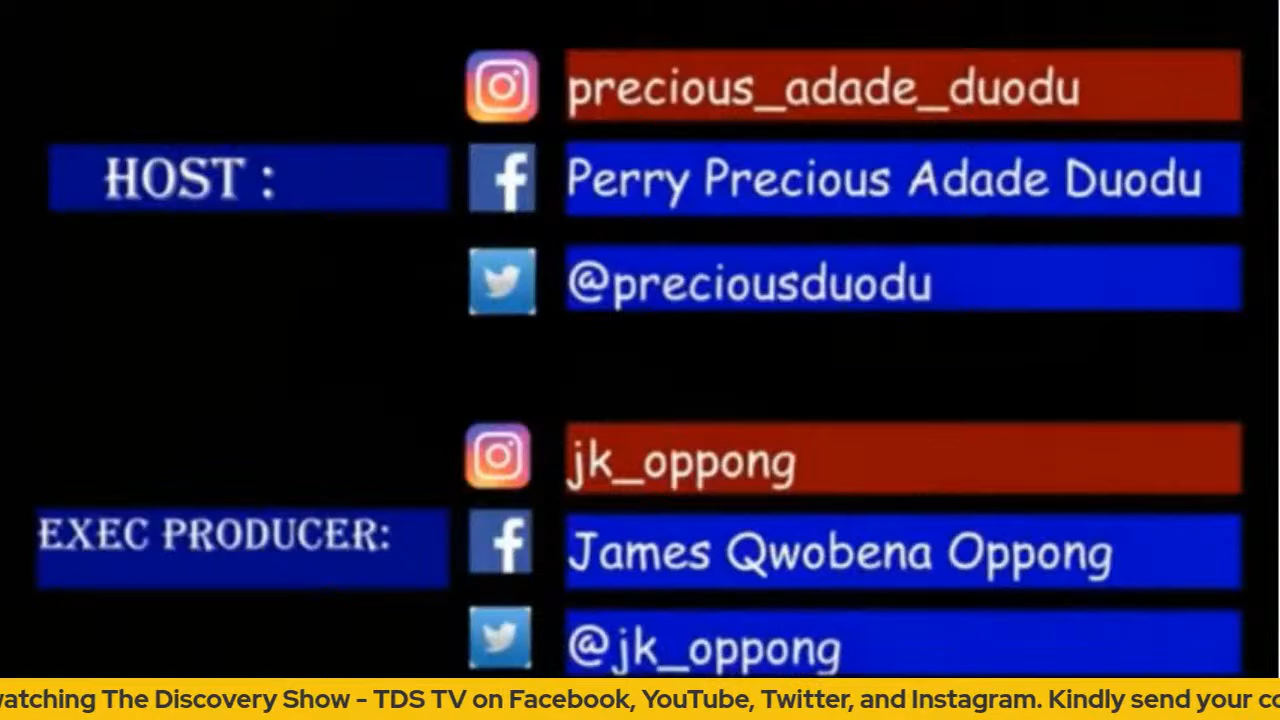 precious_adade_duodu
HOST :
Perry Precious Adade Duodu
@preciousduodu
jk_oppong
EXEC PRODUCER:
James Qwobena Oppong
@jk_oppong
watching The Discovery Show - TDS TV on Facebook, YouTube, Twitter, and Instagram. Kindly send your